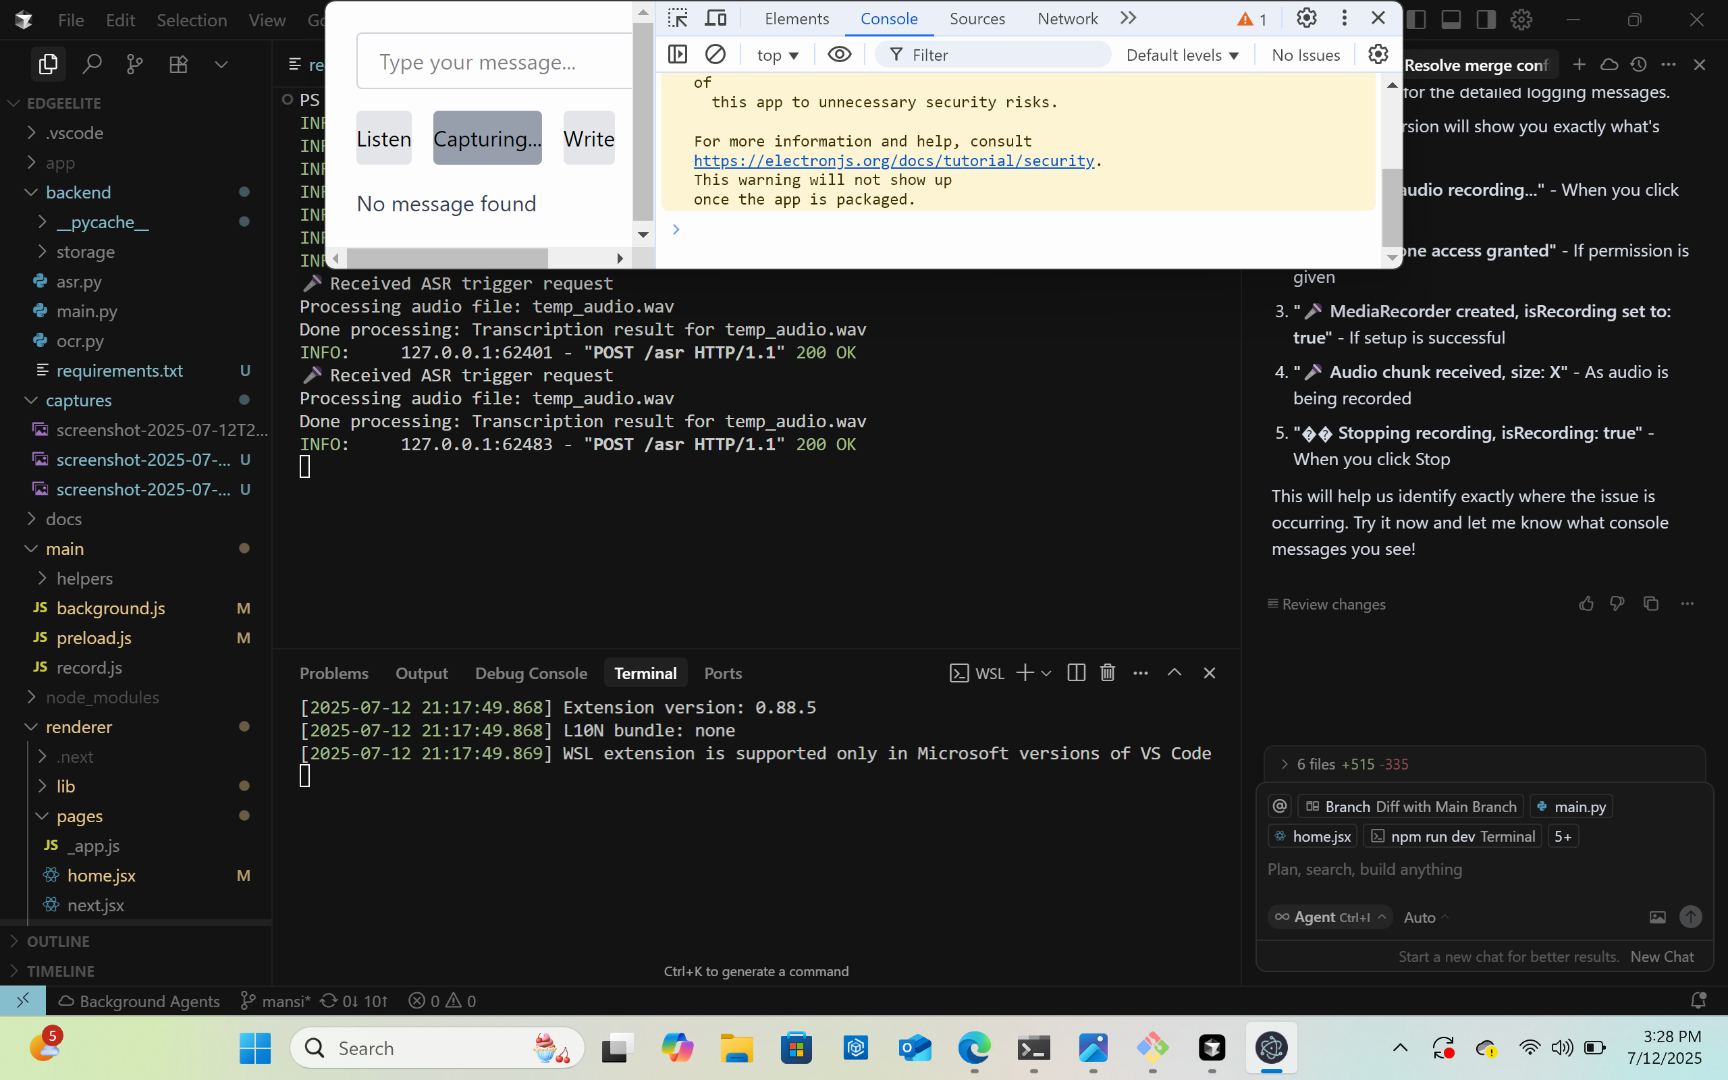 File Edit Selection View Go
EDGEELITE
.vscode
app
backend
__pycache__
storage
asr.py
main.py
ocr.py
requirements.txt U
captures
screenshot-2025-07-12T2...
screenshot-2025-07-... U
screenshot-2025-07-... U
docs
main
helpers
JS background.js M
JS preload.js M
JS record.js
node_modules
renderer
.next
lib
pages
JS _app.js
home.jsx M
next.jsx
OUTLINE
TIMELINE
re
PS
INF
INF
INF
INF
INF
INF
INF
Type your message...
Listen Capturing... Write
No message found
Elements Console Sources Network 1
top Filter Default levels No Issues
of
this app to unnecessary security risks.
For more information and help, consult
https://electronjs.org/docs/tutorial/security.
This warning will not show up
once the app is packaged.
🎤 Received ASR trigger request
Processing audio file: temp_audio.wav
Done processing: Transcription result for temp_audio.wav
INFO: 127.0.0.1:62401 - "POST /asr HTTP/1.1" 200 OK
🎤 Received ASR trigger request
Processing audio file: temp_audio.wav
Done processing: Transcription result for temp_audio.wav
INFO: 127.0.0.1:62483 - "POST /asr HTTP/1.1" 200 OK
Problems Output Debug Console Terminal Ports WSL
[2025-07-12 21:17:49.868] Extension version: 0.88.5
[2025-07-12 21:17:49.868] L10N bundle: none
[2025-07-12 21:17:49.869] WSL extension is supported only in Microsoft versions of VS Code
Ctrl+K to generate a command
Resolve merge conf
for the detailed logging messages.
rsion will show you exactly what's
audio recording..." - When you click
one access granted" - If permission is
given
3. "🎤 MediaRecorder created, isRecording set to:
true" - If setup is successful
4. "🎤 Audio chunk received, size: X" - As audio is
being recorded
5. "�� Stopping recording, isRecording: true" -
When you click Stop
This will help us identify exactly where the issue is
occurring. Try it now and let me know what console
messages you see!
Review changes
6 files +515 -335
@ Branch Diff with Main Branch main.py
home.jsx npm run dev Terminal 5+
Plan, search, build anything
∞ Agent Ctrl+I Auto
Start a new chat for better results. New Chat
Background Agents mansi* 0↓ 10↑ 0 0
5 Search 3:28 PM
7/12/2025